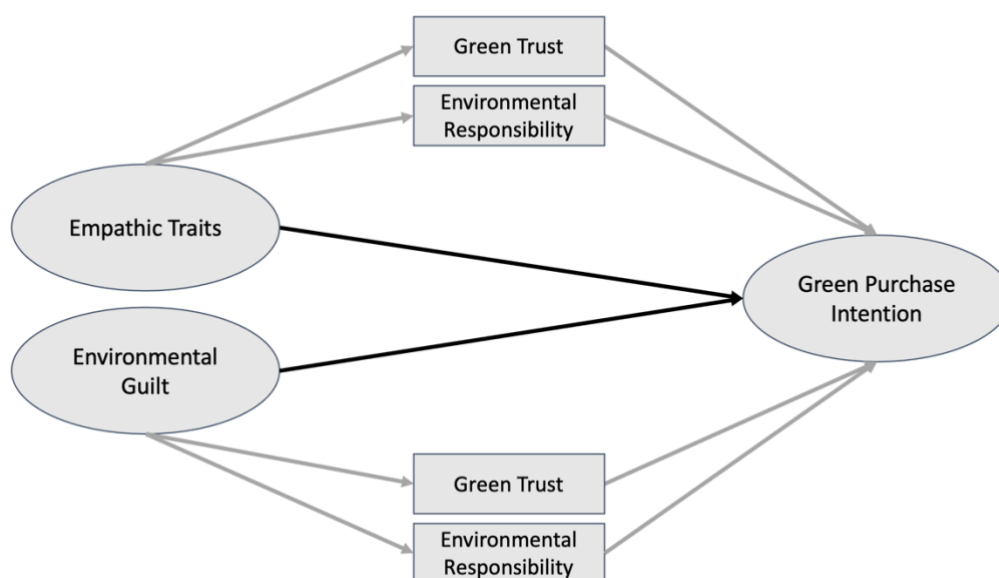 Green Trust
Environmental
Responsibility
Empathic Traits
Green Purchase
Intention
Environmental
Guilt
Green Trust
Environmental
Responsibility